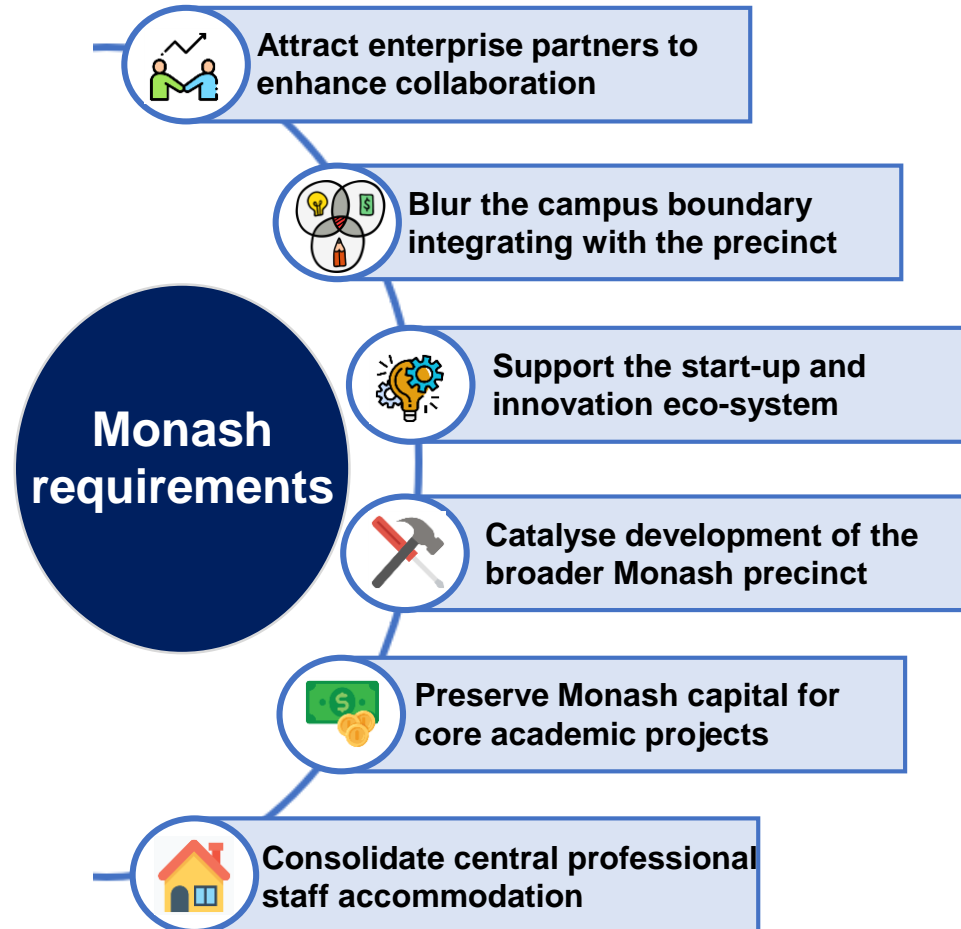 Attract enterprise partners to
enhance collaboration
Blur the campus boundary
integrating with the precinct
Support the start-up and
innovation eco-system
Monash
requirements
Catalyse development of the
broader Monash precinct
Preserve Monash capital for
core academic projects
Consolidate central professional
staff accommodation